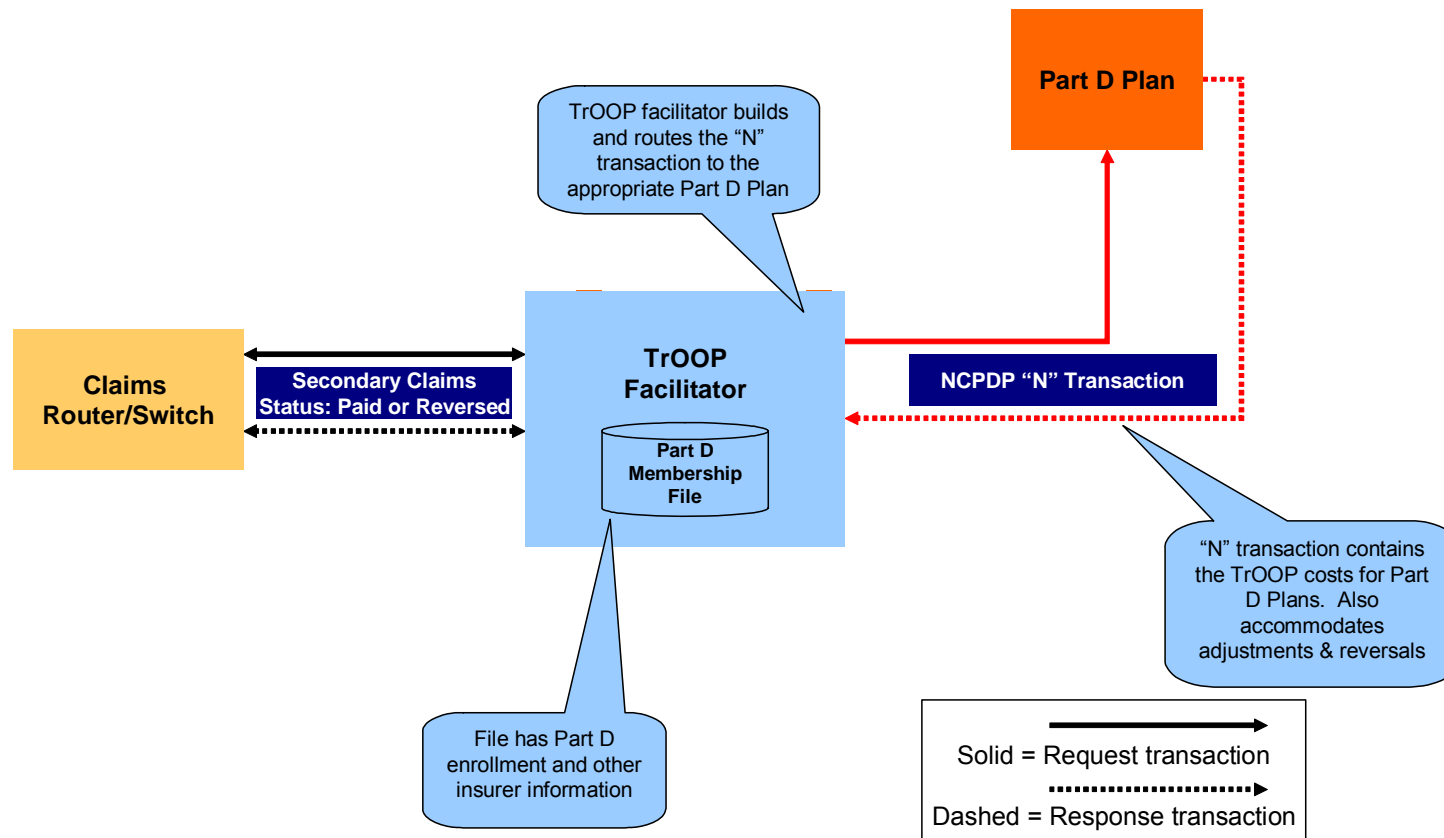 Part D Plan
TrOOP facilitator builds
and routes the “N”
transaction to the
appropriate Part D Plan
Claims
Router/Switch
Secondary Claims
Status: Paid or Reversed
TrOOP
Facilitator
Part D
Membership
File
NCPDP “N” Transaction
“N” transaction contains
the TrOOP costs for Part
D Plans.  Also
accommodates
adjustments & reversals
File has Part D
enrollment and other
insurer information
Solid = Request transaction
Dashed = Response transaction